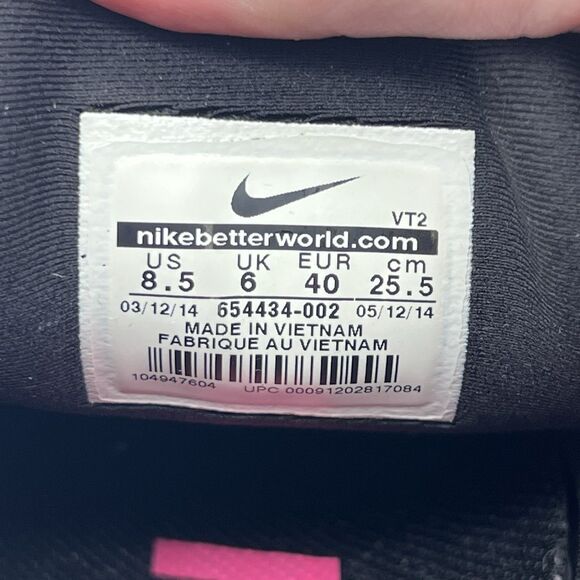 VT2
nikebetterworld.com
US UK EUR cm
8.5 6 40 25.5
03/12/14 654434-002 05/12/14
MADE IN VIETNAM
FABRIQUE AU VIETNAM
104947604 UPC 00091202817084